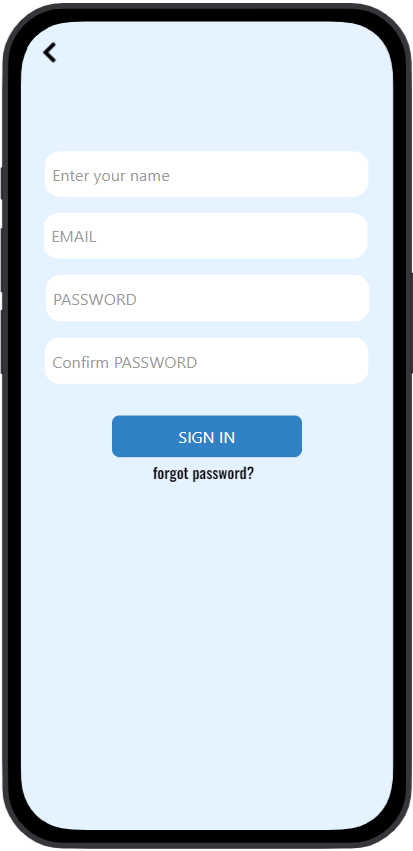 Enter your name
EMAIL
PASSWORD
Confirm PASSWORD
SIGN IN
forgot password?